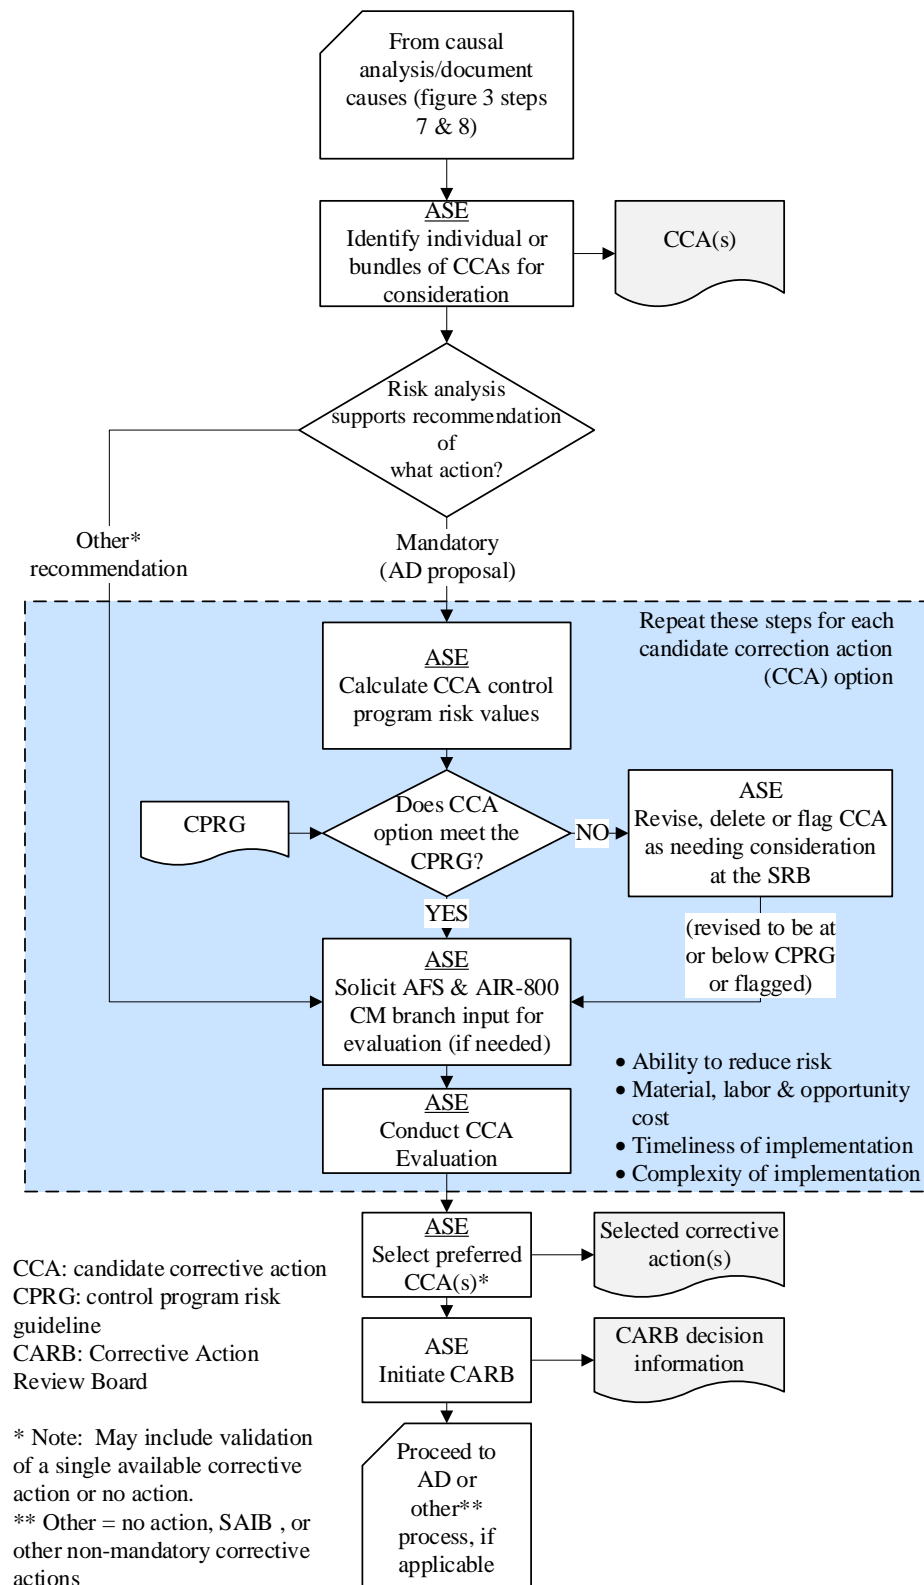 From causal
analysis/document
causes (figure 3 steps
7 & 8)
ASE
Identify individual or
bundles of CCAs for
consideration
CCA(s)
Risk analysis
supports recommendation
of
what action?
Other*
recommendation
Mandatory
(AD proposal)
Repeat these steps for each
candidate correction action
(CCA) option
ASE
Calculate CCA control
program risk values
CPRG
Does CCA
option meet the
CPRG?
NO
ASE
Revise, delete or flag CCA
as needing consideration
at the SRB
YES
(revised to be at
or below CPRG
or flagged)
ASE
Solicit AFS & AIR-800
CM branch input for
evaluation (if needed)
• Ability to reduce risk
• Material, labor & opportunity
cost
• Timeliness of implementation
• Complexity of implementation
ASE
Conduct CCA
Evaluation
ASE
Select preferred
CCA(s)*
Selected corrective
action(s)
ASE
Initiate CARB
CARB decision
information
Proceed to
AD or
other**
process, if
applicable
CCA: candidate corrective action
CPRG: control program risk
guideline
CARB: Corrective Action
Review Board
* Note:  May include validation
of a single available corrective
action or no action.
** Other = no action, SAIB , or
other non-mandatory corrective
actions